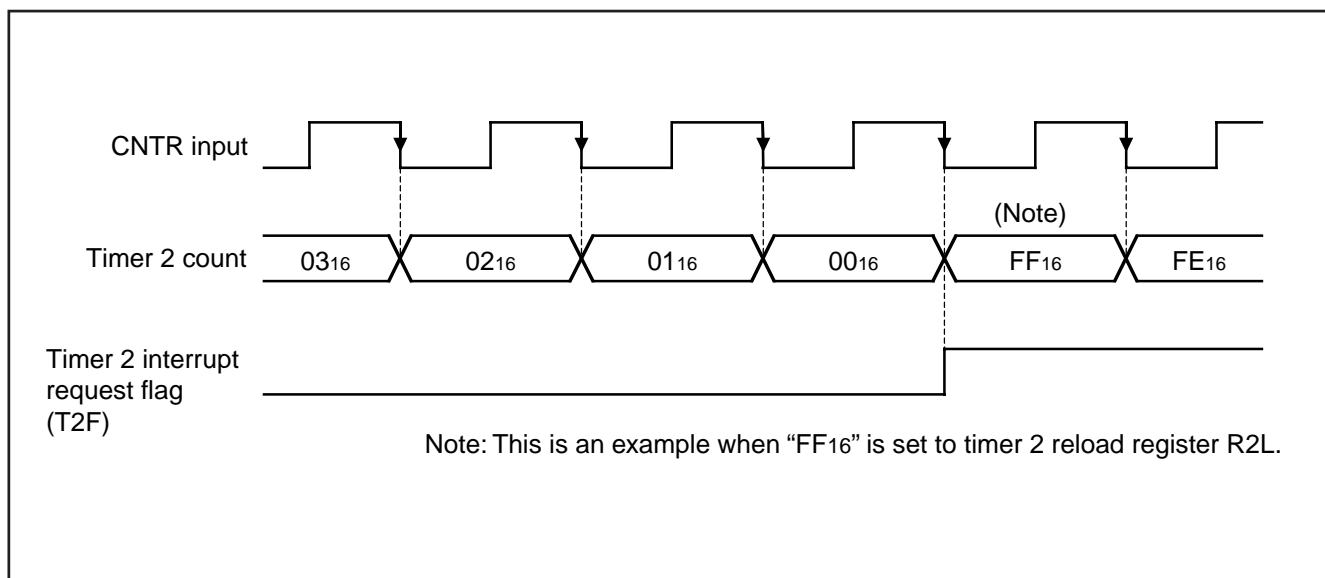 CNTR input
(Note)
Timer 2 count
0316
0216
0116
0016
FF16
FE16
Timer 2 interrupt
request flag
(T2F)
Note: This is an example when “FF16” is set to timer 2 reload register R2L.